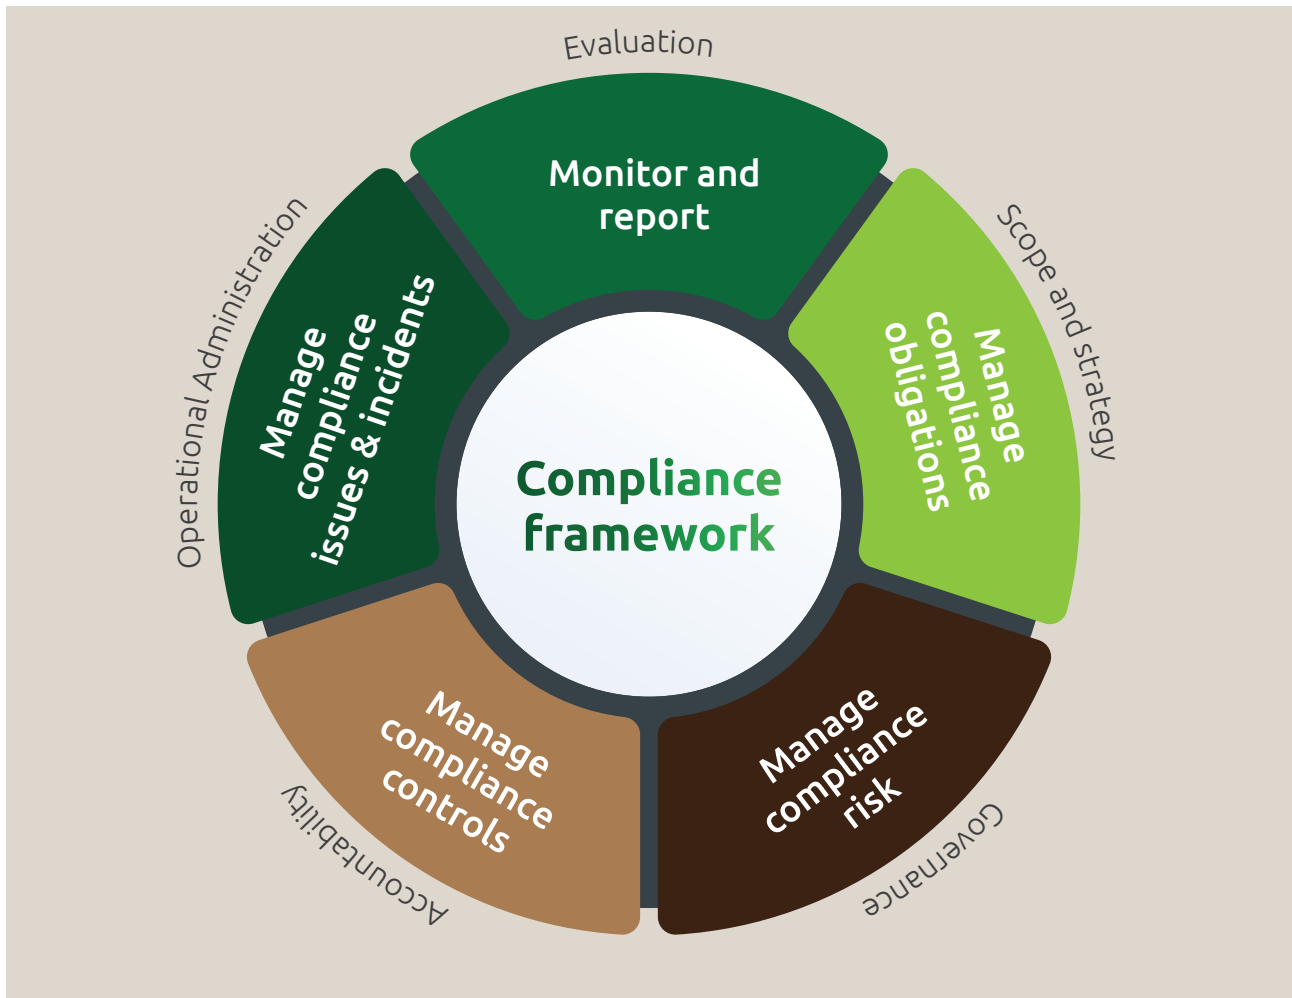 Evaluation
Monitor and
report
Scope and strategy
Manage
compliance
obligations
Governance
Manage
compliance
risk
Accountability
Manage
compliance
controls
Operational Administration
Manage
compliance
issues & incidents
Compliance
framework